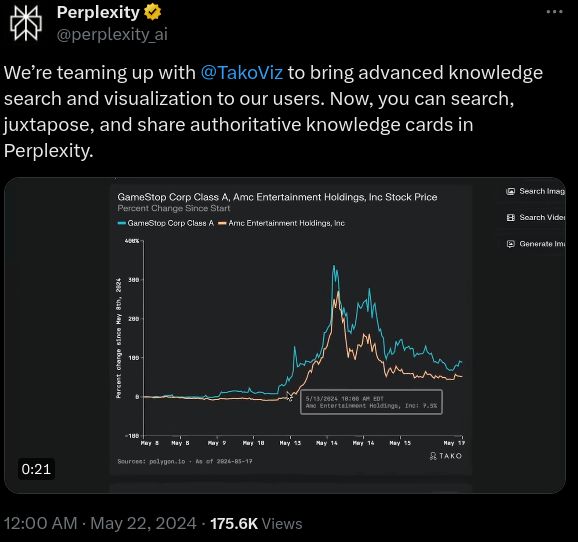 Perplexity
@perplexity_ai
We're teaming up with @TakoViz to bring advanced knowledge
search and visualization to our users. Now, you can search,
juxtapose, and share authoritative knowledge cards in
Perplexity.
GameStop Corp Class A, Amc Entertainment Holdings, Inc Stock Price
Percent Change Since Start
GameStop Corp Class A Amc Entertainment Holdings, Inc
Search Imag
Search Video
Generate Ima
Percent change since May 8th, 2024
400%
300
200
100
0
-100
5/13/2024 10:00 AM EDT
Amc Entertainment Holdings, Inc: 7.5%
May 8 May 8 May 9 May 10 May 13 May 14 May 14 May 15 May 17
Sources: polygon.io · As of 2024-05-17
TAKO
0:21
12:00 AM · May 22, 2024 · 175.6K Views